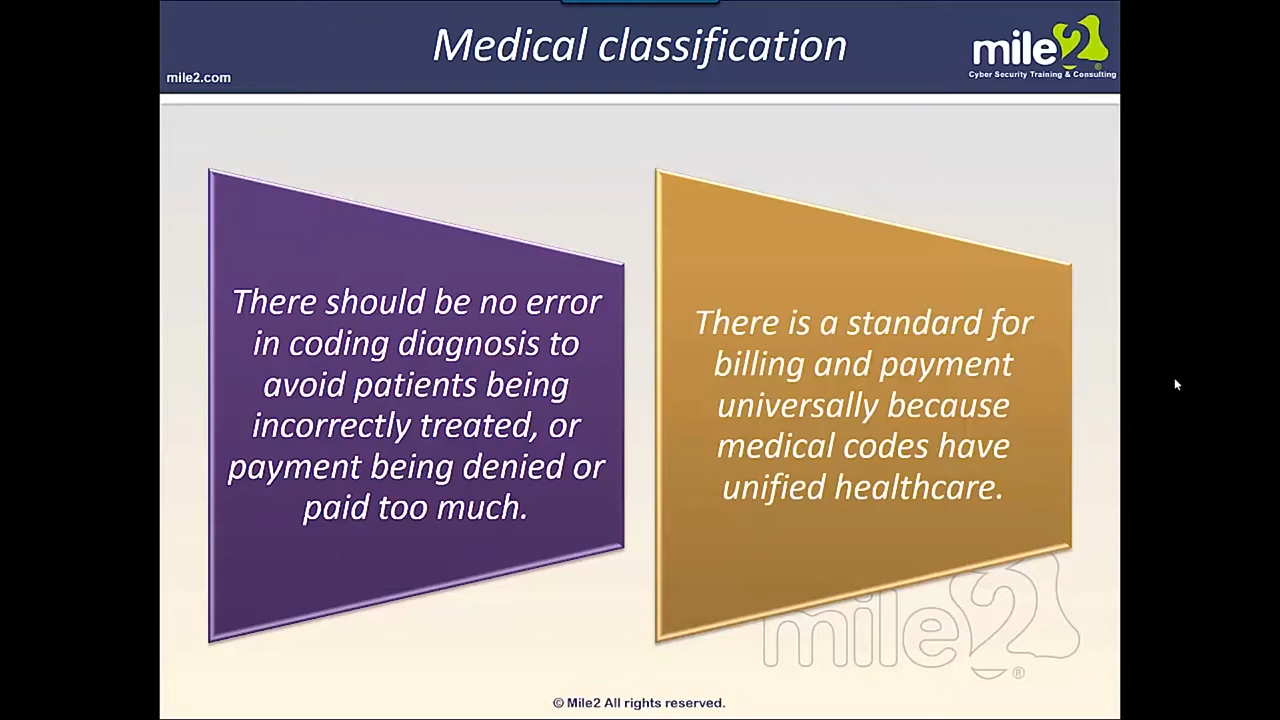 Medical classification
mile2.com
mile2
®
Cyber Security Training & Consulting
There should be no error
in coding diagnosis to
avoid patients being
incorrectly treated, or
payment being denied or
paid too much.
There is a standard for
billing and payment
universally because
medical codes have
unified healthcare.
mile2
®
© Mile2 All rights reserved.